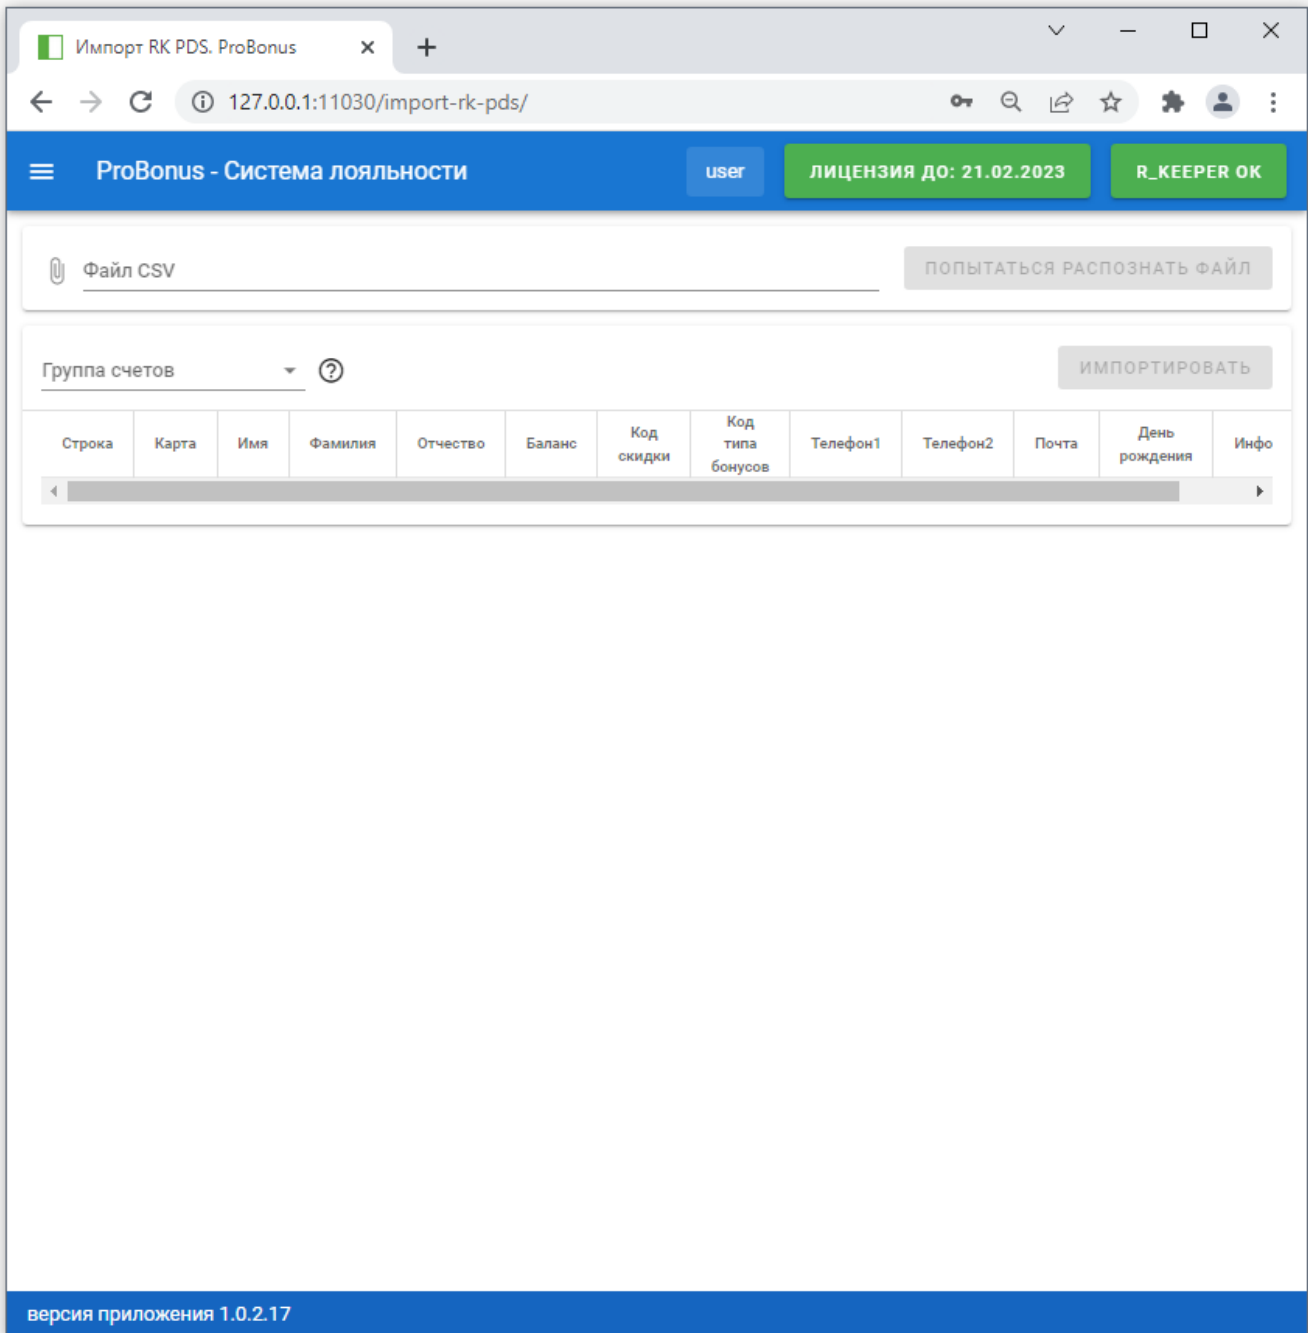 Импорт RK PDS. ProBonus
127.0.0.1:11030/import-rk-pds/
ProBonus - Система лояльности
user
ЛИЦЕНЗИЯ ДО: 21.02.2023
R_KEEPER OK
Файл CSV
ПОПЫТАТЬСЯ РАСПОЗНАТЬ ФАЙЛ
Группа счетов
ИМПОРТИРОВАТЬ
Строка
Карта
Имя
Фамилия
Отчество
Баланс
Код
скидки
Код
типа
бонусов
Телефон1
Телефон2
Почта
День
рождения
Инфо
версия приложения 1.0.2.17